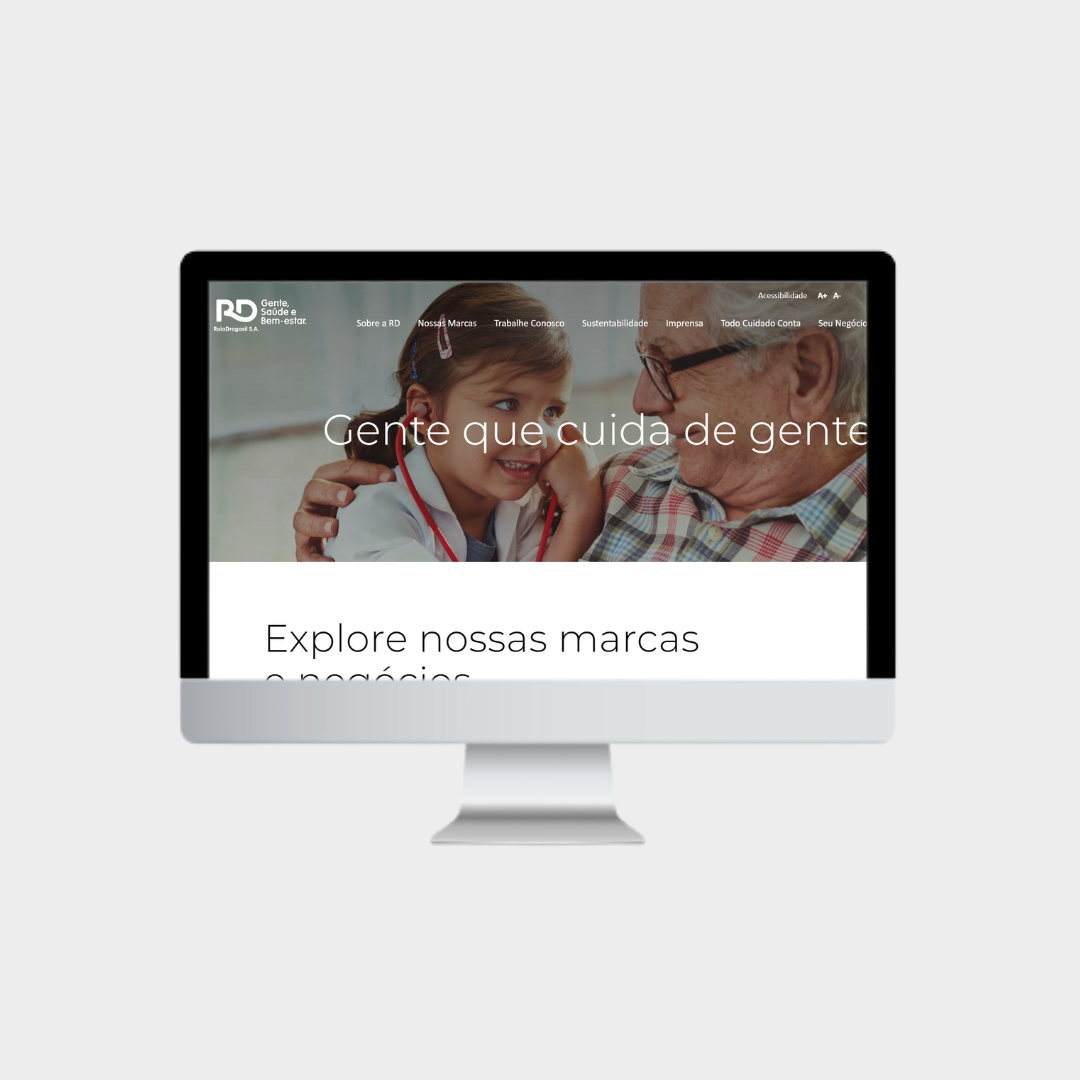 RD Gente,
Saúde e
Bem-estar.
RaiaDrogasil S.A.
Acessibilidade A+ A-
Sobre a RD Nossas Marcas Trabalhe Conosco Sustentabilidade Imprensa Todo Cuidado Conta Seu Negócio
Gente que cuida de gente
Explore nossas marcas
e negócios